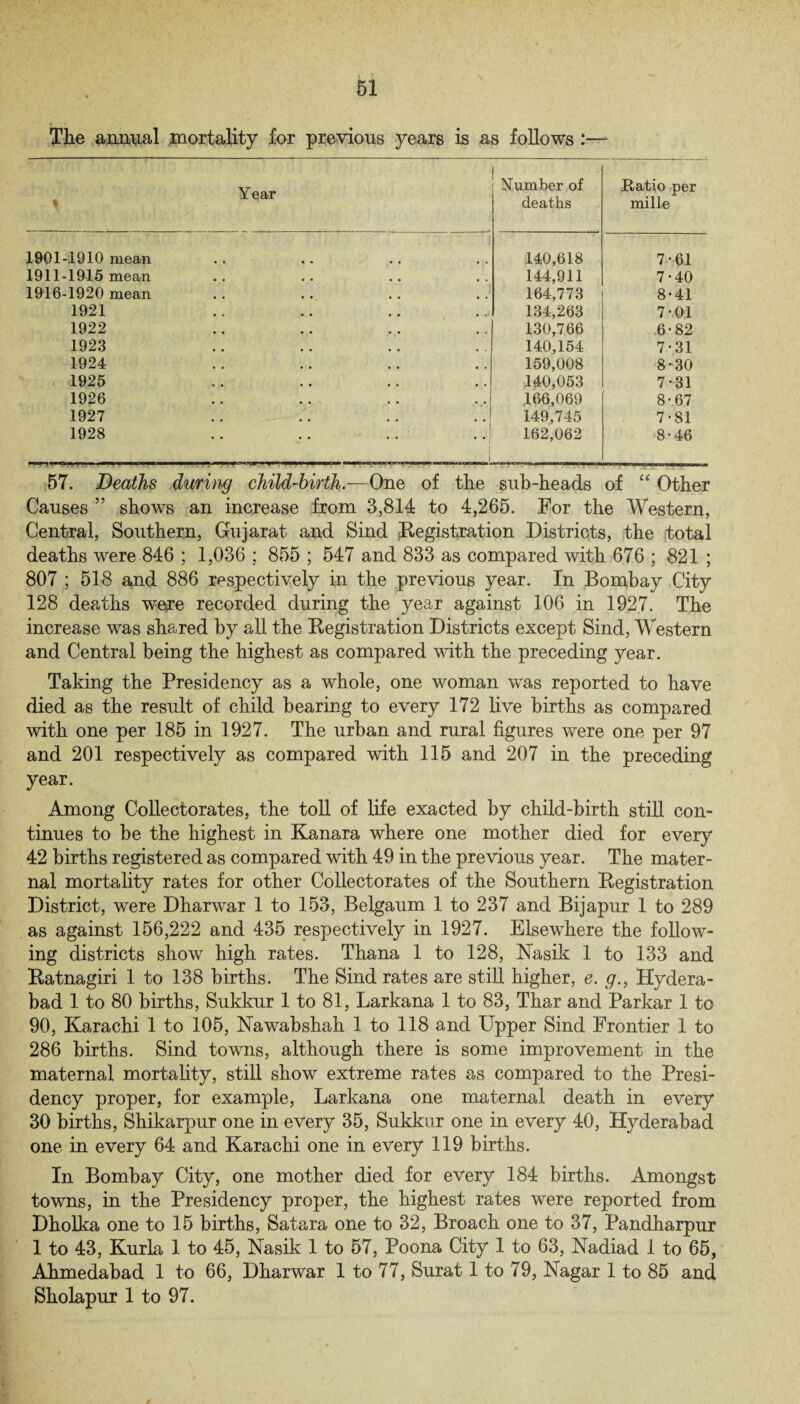 51
The annual mortality for previous years is as follows :—
Year Number of deaths Ratio per mille
1901-1910 mean .. .. .. .. 140,618 7·61
1911-1915 mean .. .. .. .. 144,911 7·40
1916-1920 mean .. .. .. .. 164,773 8·41
1921 .. .. .. .. 134,263 7·01
1922 .. .. .. .. 130,766 6·82
1923 .. .. .. .. 140,154 7·31
1924 .. .. .. .. 159,008 8·30
1925 .. .. .. .. 140,053 7·31
1926 .. .. .. .. 166,069 8·67
1927 .. .. .. .. 149,745 7·81
1928 .. .. .. .. 162,062 8·46
57. Deaths during child-birth.—One of the sub-heads of “ Other
Causes ” shows an increase from 3,814 to 4,265. For the Western,
Central, Southern, Gujarat and Sind Registration Districts, the total
deaths were 846 ; 1,036 ; 855 ; 547 and 833 as compared with 676 ; 821 ;
807 ; 518 and 886 respectively in the previous year. In Bombay City
128 deaths were recorded during the year against 106 in 1927. The
increase was shared by all the Registration Districts except Sind, Western
and Central being the highest as compared with the preceding year.
Taking the Presidency as a whole, one woman was reported to have
died as the result of child bearing to every 172 live births as compared
with one per 185 in 1927. The urban and rural figures were one per 97
and 201 respectively as compared with 115 and 207 in the preceding
year.
Among Collectorates, the toll of life exacted by child-birth still con-
tinues to be the highest in Kanara where one mother died for every
42 births registered as compared with 49 in the previous year. The mater-
nal mortality rates for other Collectorates of the Southern Registration
District, were Dharwar 1 to 153, Belgaum 1 to 237 and Bijapur 1 to 289
as against 156,222 and 435 respectively in 1927. Elsewhere the follow-
ing districts show high rates. Thana 1 to 128, Nasik 1 to 133 and
Ratnagiri 1 to 138 births. The Sind rates are still higher, e. g., Hydera-
bad 1 to 80 births, Sukkur 1 to 81, Larkana 1 to 83, Thar and Parkar 1 to
90, Karachi 1 to 105, Nawabshah 1 to 118 and Upper Sind Frontier 1 to
286 births. Sind towns, although there is some improvement in the
maternal mortality, still show extreme rates as compared to the Presi-
dency proper, for example, Larkana one maternal death in every
30 births, Shikarpur one in every 35, Sukkur one in every 40, Hyderabad
one in every 64 and Karachi one in every 119 births.
In Bombay City, one mother died for every 184 births. Amongst
towns, in the Presidency proper, the highest rates were reported from
Dholka one to 15 births, Satara one to 32, Broach one to 37, Pandharpur
1 to 43, Kurla 1 to 45, Nasik 1 to 57, Poona City 1 to 63, Nadiad 1 to 65,
Ahmedabad 1 to 66, Dharwar 1 to 77, Surat 1 to 79, Nagar 1 to 85 and
Sholapur 1 to 97.